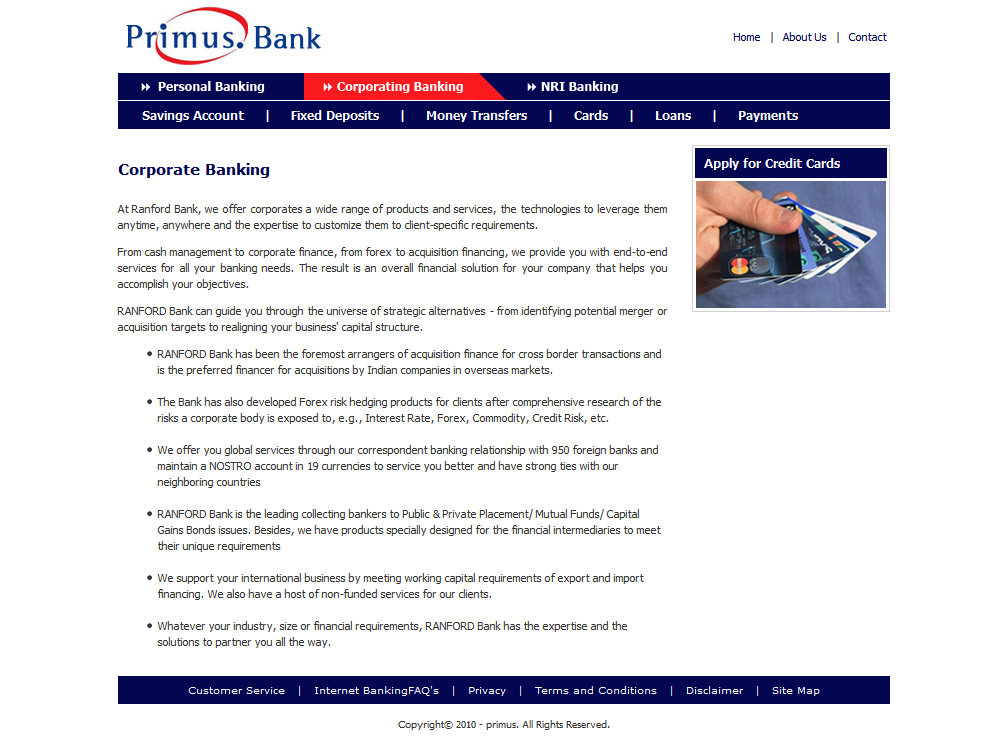 Primus. Bank
Home | About Us | Contact
Personal Banking
Corporating Banking
NRI Banking
Savings Account | Fixed Deposits | Money Transfers | Cards | Loans | Payments
Corporate Banking
At Ranford Bank, we offer corporates a wide range of products and services, the technologies to leverage them
anytime, anywhere and the expertise to customize them to client-specific requirements.
From cash management to corporate finance, from forex to acquisition financing, we provide you with end-to-end
services for all your banking needs. The result is an overall financial solution for your company that helps you
accomplish your objectives.
RANFORD Bank can guide you through the universe of strategic alternatives - from identifying potential merger or
acquisition targets to realigning your business' capital structure.
• RANFORD Bank has been the foremost arrangers of acquisition finance for cross border transactions and
is the preferred financer for acquisitions by Indian companies in overseas markets.
• The Bank has also developed Forex risk hedging products for clients after comprehensive research of the
risks a corporate body is exposed to, e.g., Interest Rate, Forex, Commodity, Credit Risk, etc.
• We offer you global services through our correspondent banking relationship with 950 foreign banks and
maintain a NOSTRO account in 19 currencies to service you better and have strong ties with our
neighboring countries
• RANFORD Bank is the leading collecting bankers to Public & Private Placement/ Mutual Funds/ Capital
Gains Bonds issues. Besides, we have products specially designed for the financial intermediaries to meet
their unique requirements
• We support your international business by meeting working capital requirements of export and import
financing. We also have a host of non-funded services for our clients.
• Whatever your industry, size or financial requirements, RANFORD Bank has the expertise and the
solutions to partner you all the way.
Apply for Credit Cards
Customer Service | Internet BankingFAQ's | Privacy | Terms and Conditions | Disclaimer | Site Map
Copyright© 2010 - primus. All Rights Reserved.